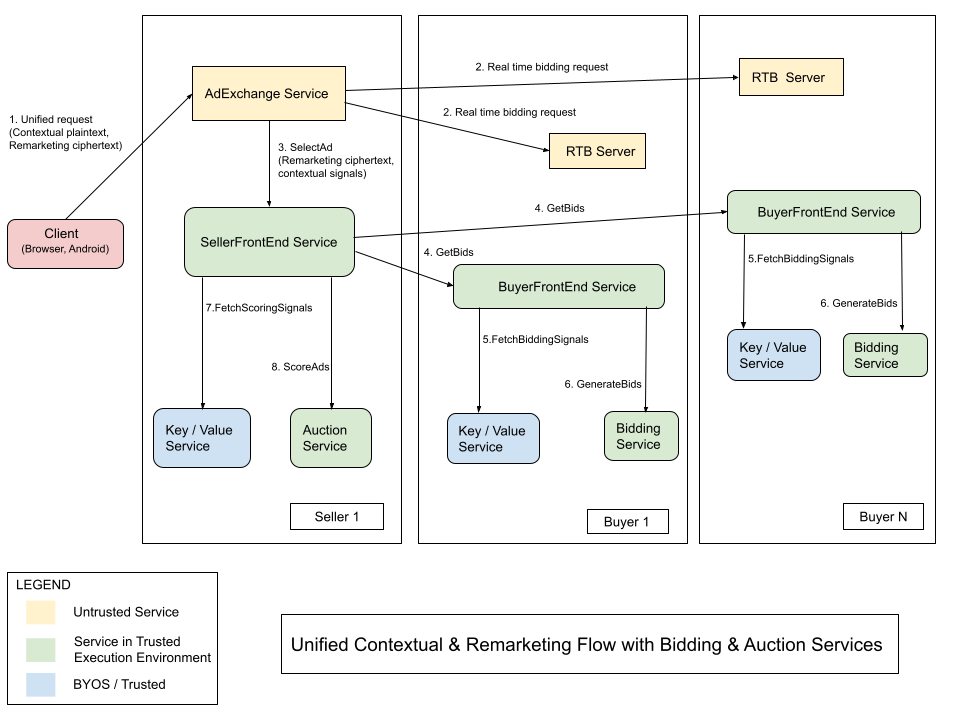 2. Real time bidding request
RTB  Server
AdExchange Service
1. Unified request
(Contextual plaintext,
Remarketing ciphertext)
2. Real time bidding request
RTB Server
3. SelectAd
(Remarketing ciphertext,
contextual signals)
Client
(Browser, Android)
SellerFrontEnd Service
4. GetBids
BuyerFrontEnd Service
4. GetBids
BuyerFrontEnd Service
5.FetchBiddingSignals
6. GenerateBids
7.FetchScoringSignals
8. ScoreAds
5.FetchBiddingSignals
6. GenerateBids
Key / Value
Service
Bidding
Service
Key / Value
Service
Auction
Service
Key / Value
Service
Bidding
Service
Seller 1
Buyer 1
Buyer N
LEGEND
Untrusted Service
Service in Trusted
Execution Environment
BYOS / Trusted
Unified Contextual & Remarketing Flow with Bidding & Auction Services